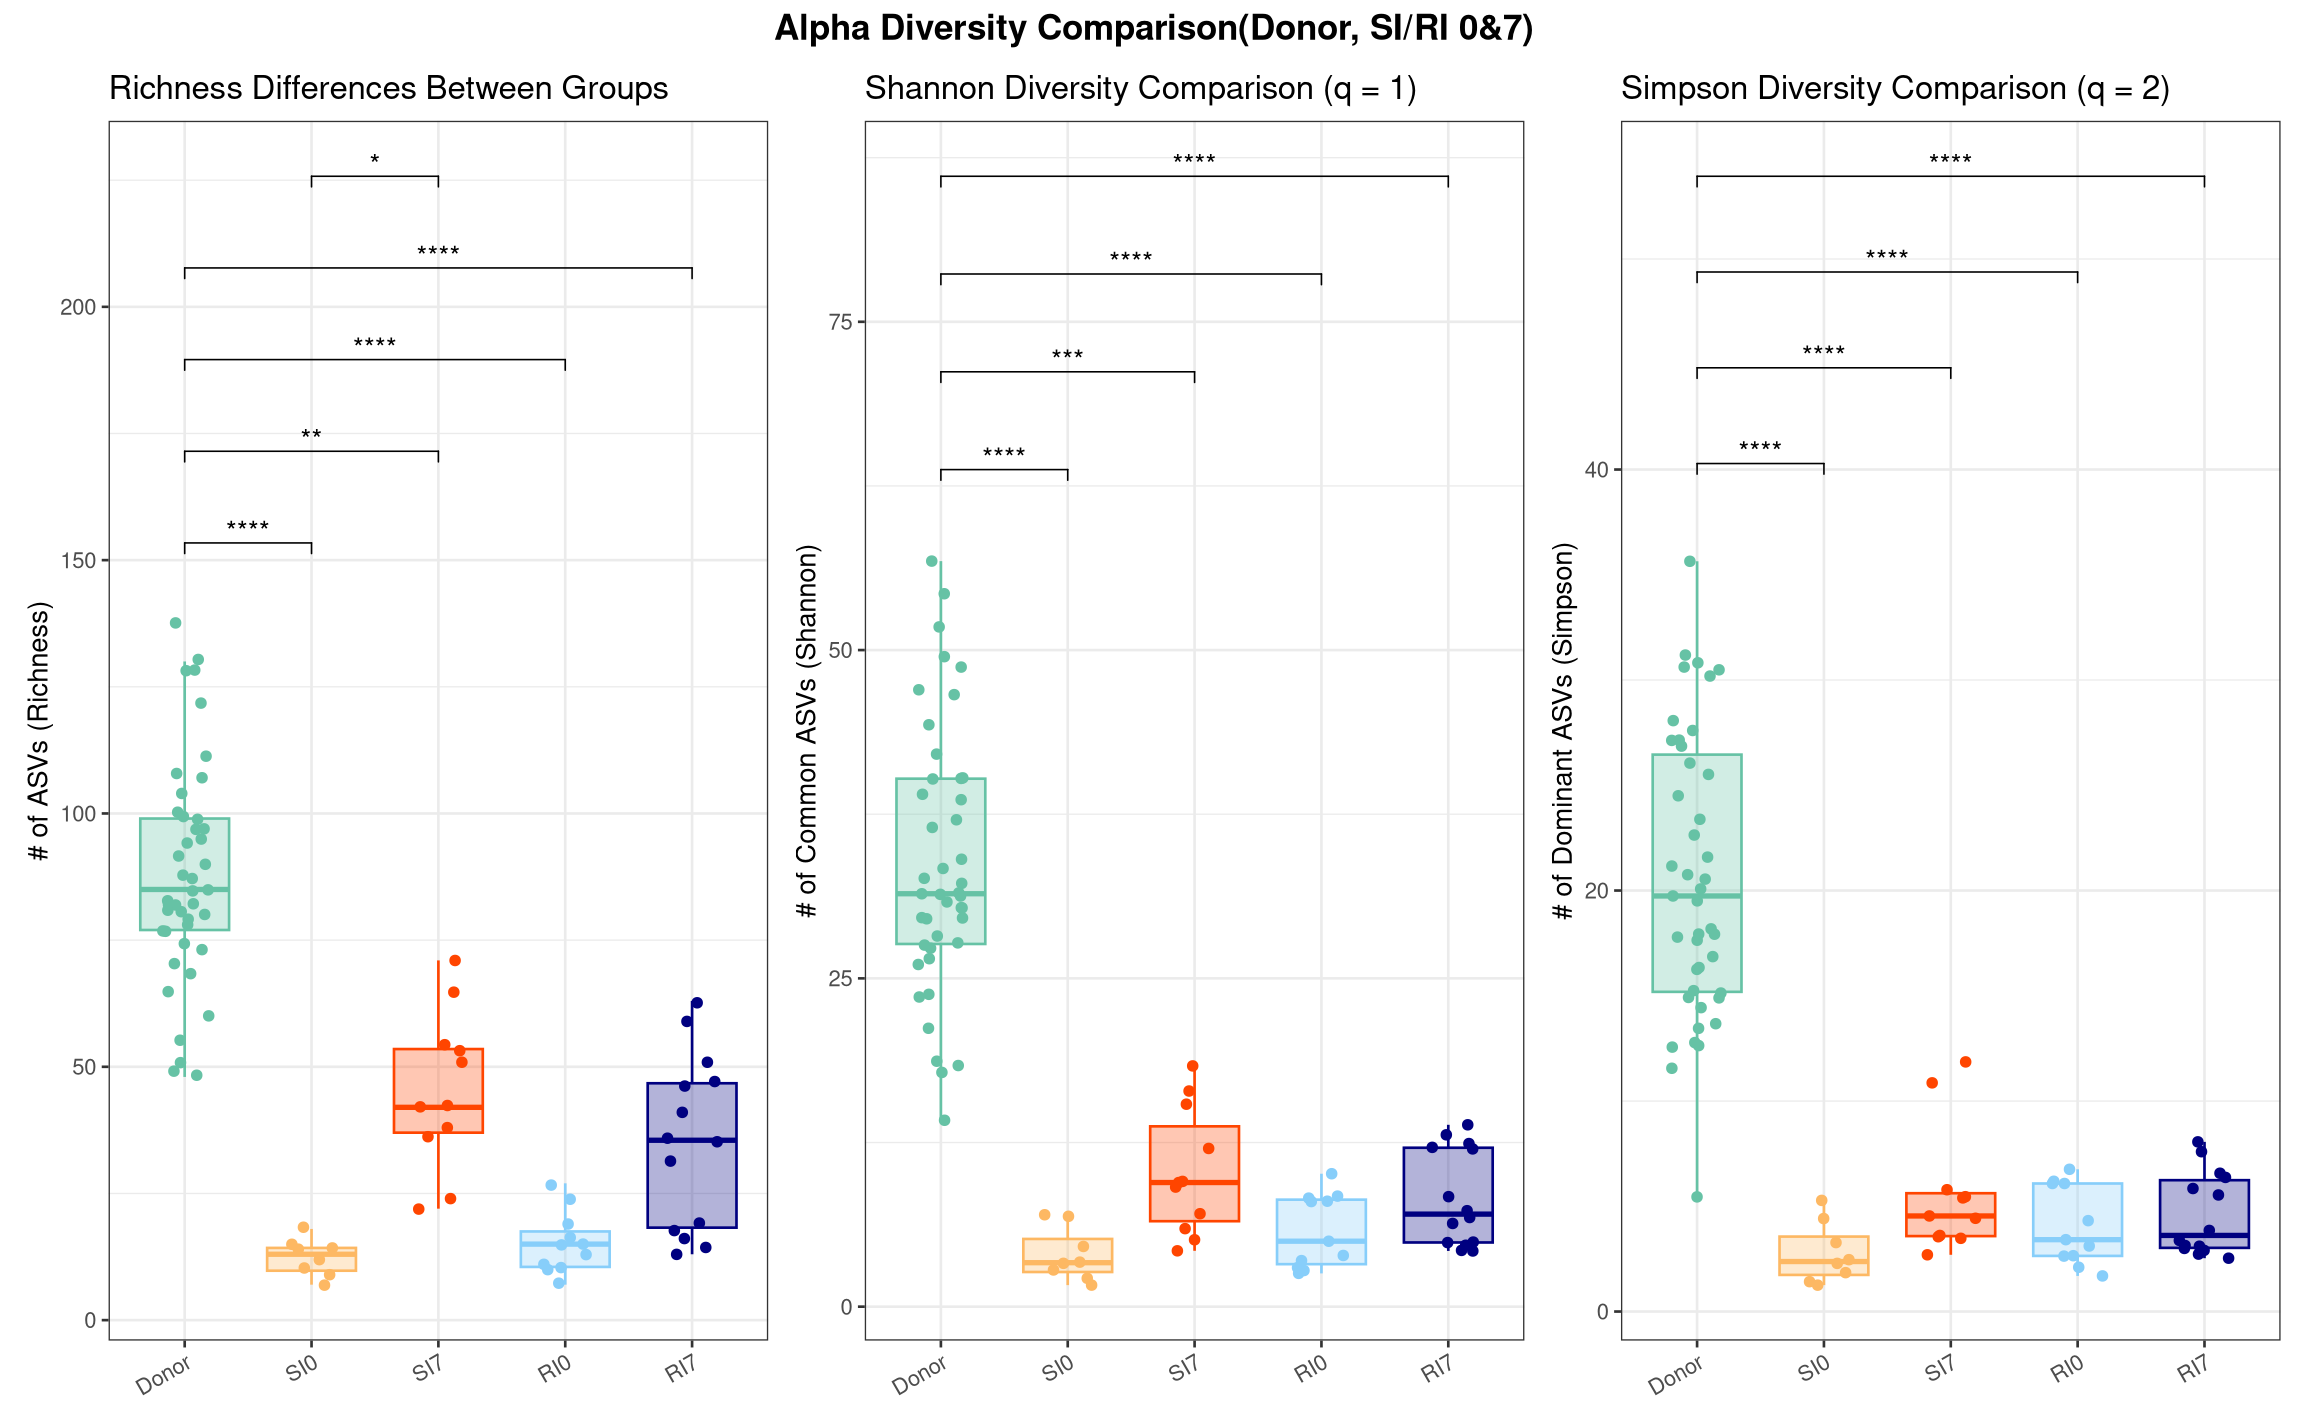 Alpha Diversity Comparison(Donor, SI/RI 0&7)
Richness Differences Between Groups
# of ASVs (Richness)
200
150
100
50
0
*
****
****
**
****
Donor
SI0
SI7
RI0
RI7
Shannon Diversity Comparison (q = 1)
# of Common ASVs (Shannon)
75
50
25
0
****
****
***
****
Donor
SI0
SI7
RI0
RI7
Simpson Diversity Comparison (q = 2)
# of Dominant ASVs (Simpson)
40
20
0
****
****
****
****
Donor
SI0
SI7
RI0
RI7